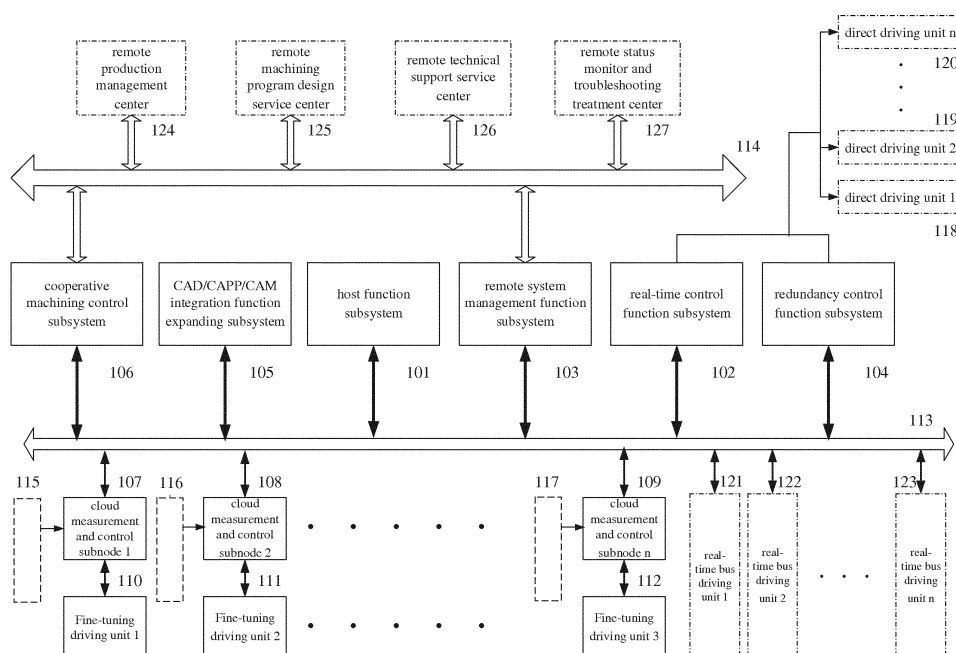 remote
production
management
center
124
remote
machining
program design
service center
125
remote technical
support service
center
126
remote status
monitor and
troubleshooting
treatment center
127
direct driving unit n
120
119
direct driving unit 2
direct driving unit 1
118
114
cooperative
machining control
subsystem
CAD/CAPP/CAM
integration function
expanding subsystem
host function
subsystem
remote system
management function
subsystem
real-time control
function subsystem
redundancy control
function subsystem
106
105
101
103
102
104
113
115
107
116
108
117
109
121
122
123
cloud
measurement
and control
subnode 1
cloud
measurement
and control
subnode 2
cloud
measurement
and control
subnode n
real-
time bus
driving
unit 1
real-
time bus
driving
unit 2
real-
time bus
driving
unit n
110
111
112
Fine-tuning
driving unit 1
Fine-tuning
driving unit 2
Fine-tuning
driving unit 3